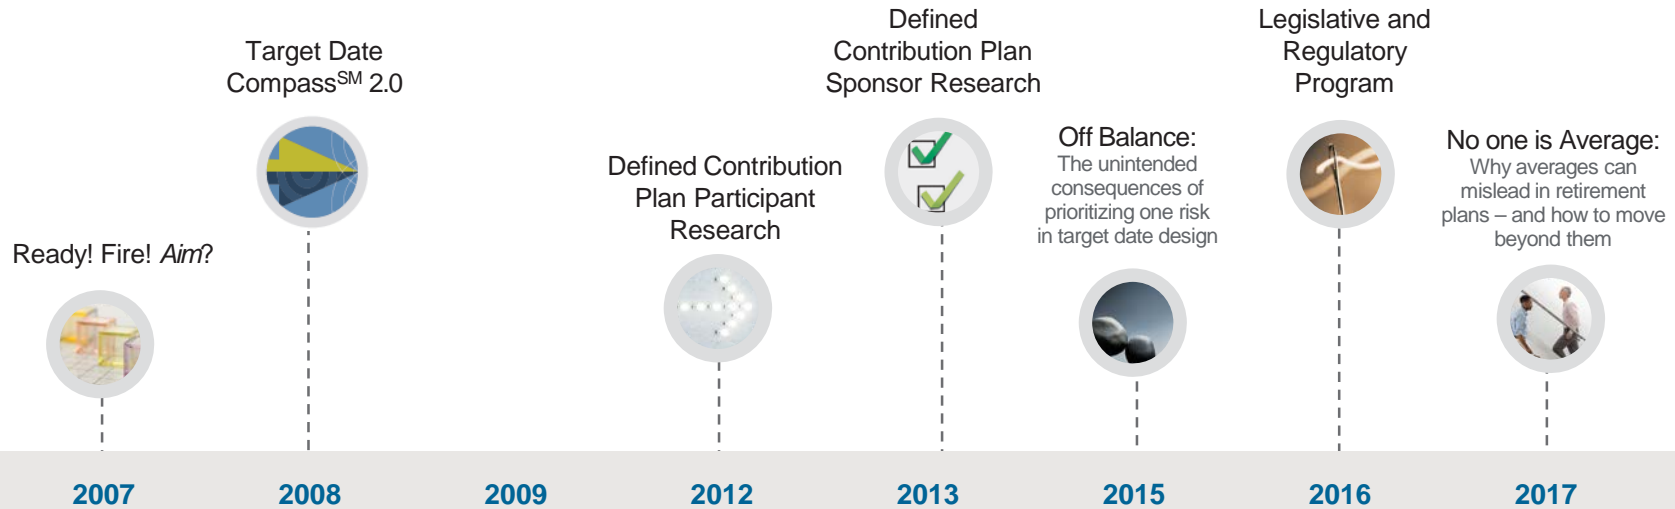 Ready! Fire! Aim?
Target Date
Compass℠ 2.0
Defined Contribution
Plan Participant
Research
Defined
Contribution Plan
Sponsor Research
Off Balance:
The unintended
consequences of
prioritizing one risk
in target date design
Legislative and
Regulatory
Program
No one is Average:
Why averages can
mislead in retirement
plans – and how to move
beyond them
2007
2008
2009
2012
2013
2015
2016
2017